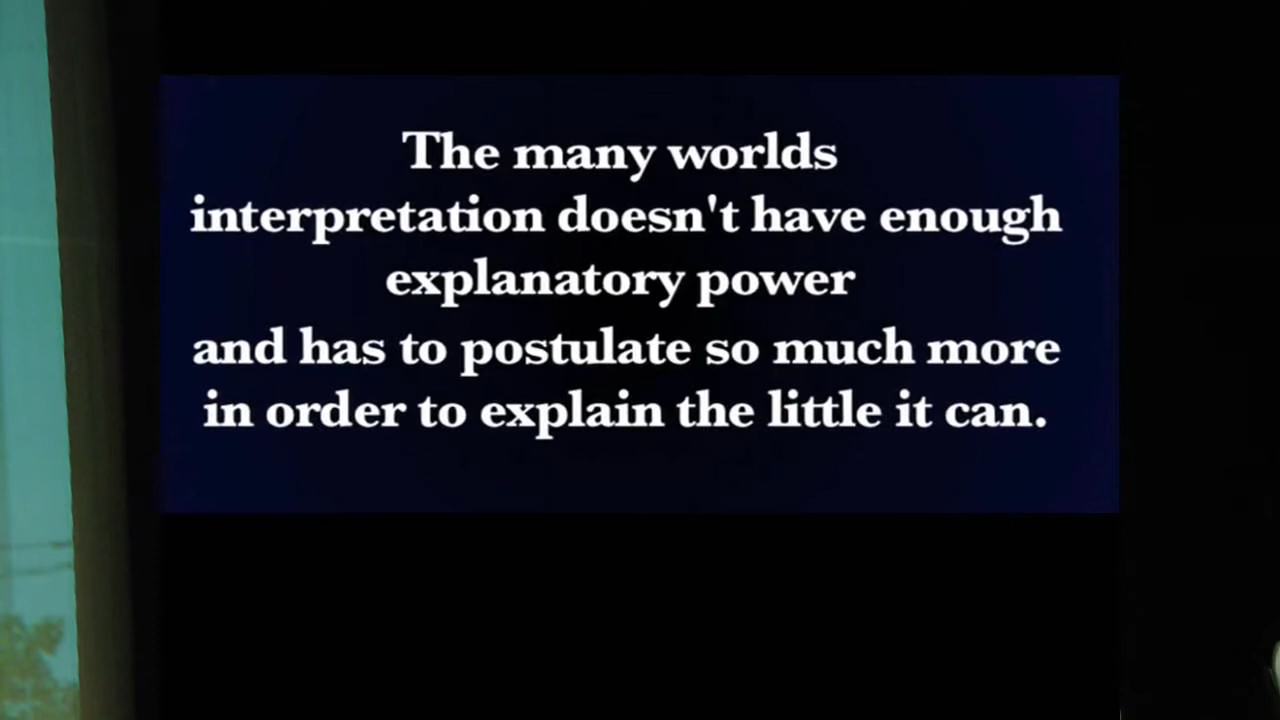 The many worlds
interpretation doesn't have enough
explanatory power
and has to postulate so much more
in order to explain the little it can.